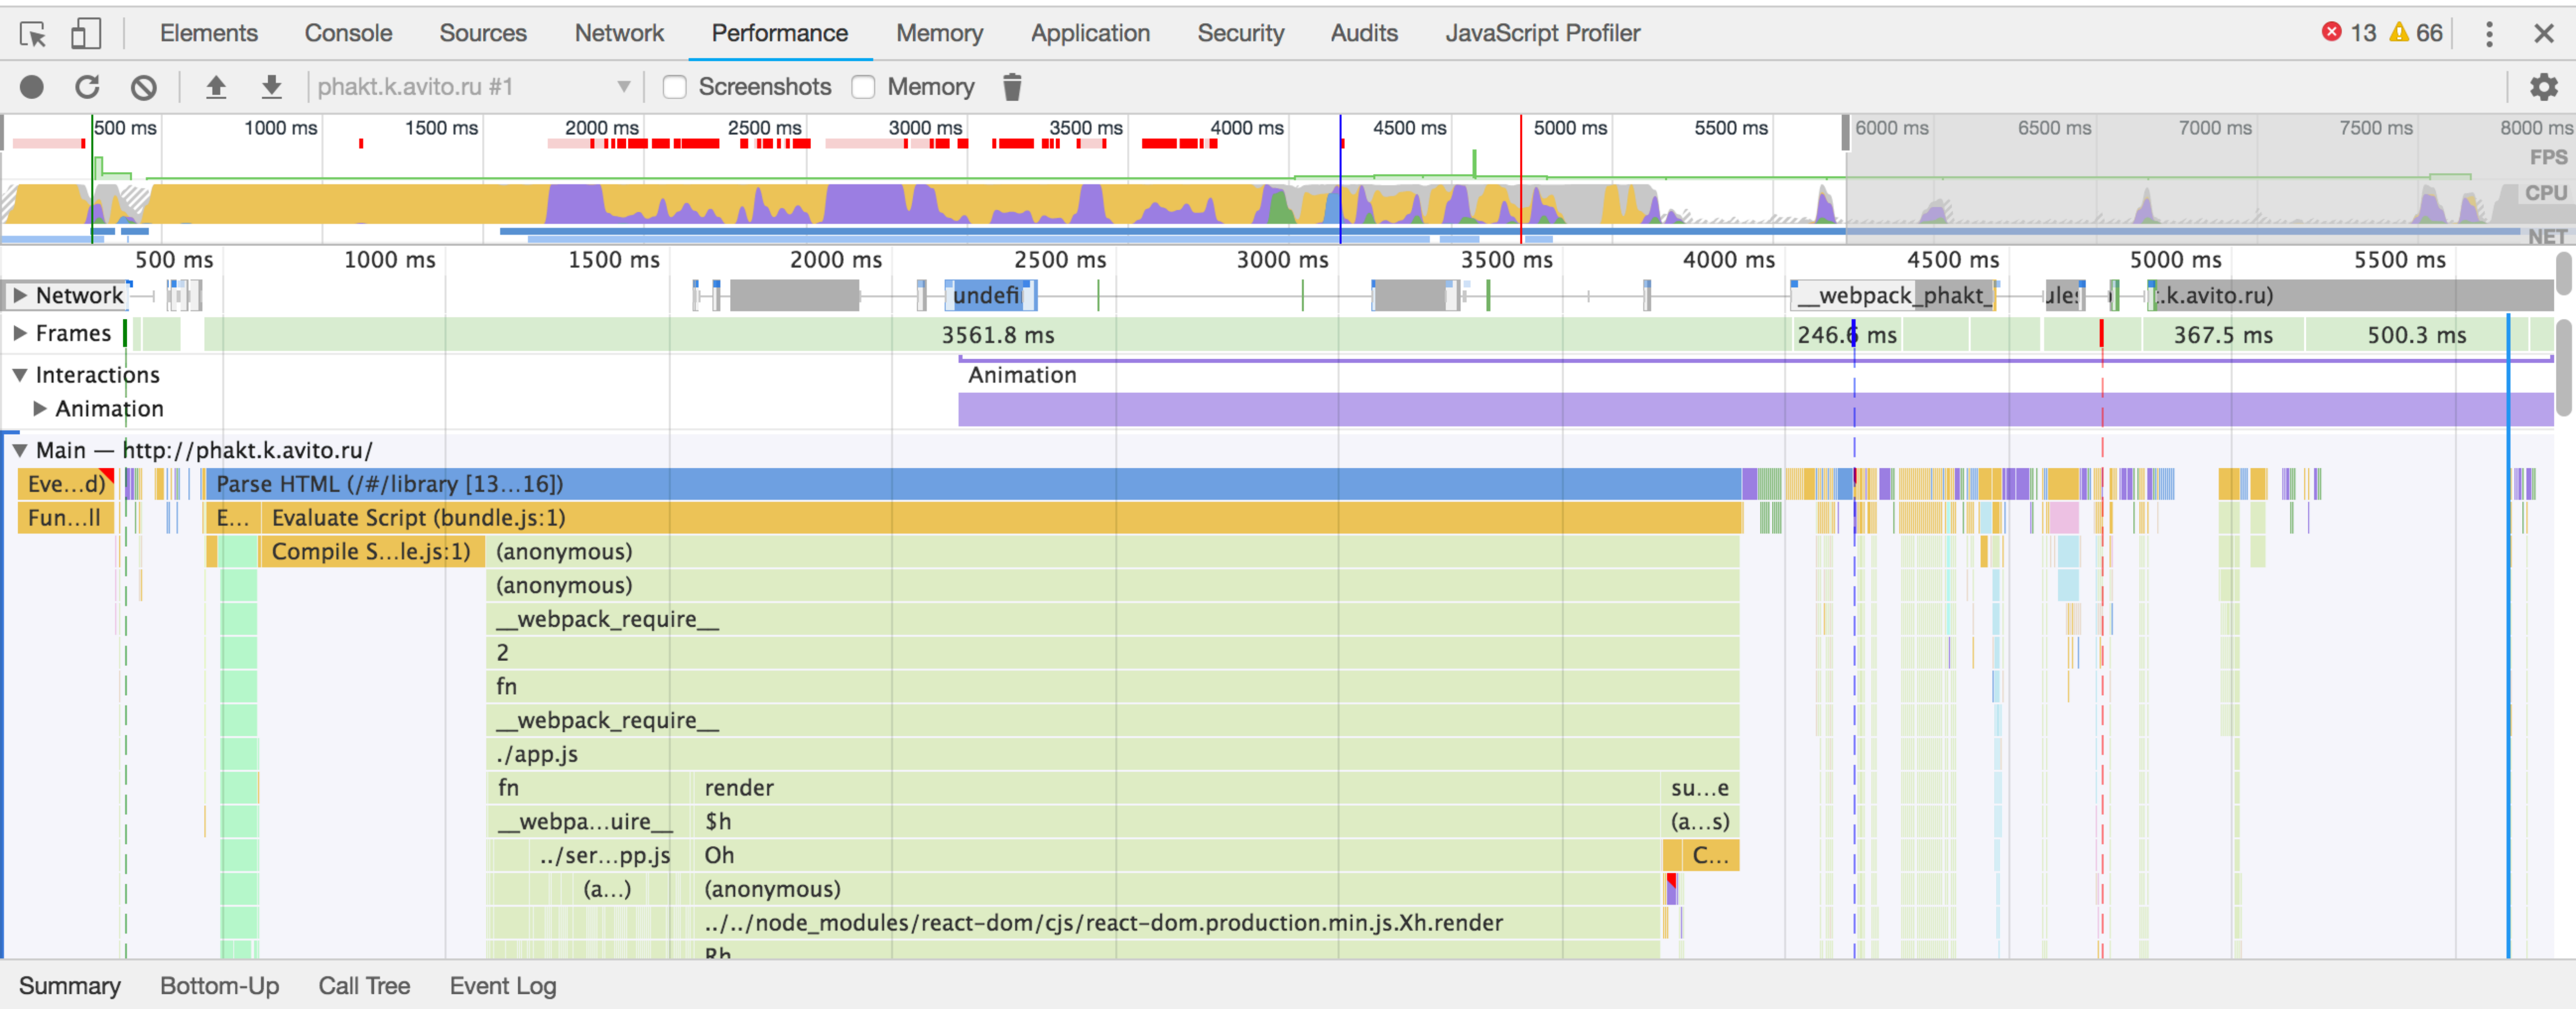 Elements Console Sources Network Performance Memory Application Security Audits JavaScript Profiler 13 66
phakt.k.avito.ru #1 Screenshots Memory
500 ms 1000 ms 1500 ms 2000 ms 2500 ms 3000 ms 3500 ms 4000 ms 4500 ms 5000 ms 5500 ms 6000 ms 6500 ms 7000 ms 7500 ms 8000 ms
FPS
CPU
NET
500 ms 1000 ms 1500 ms 2000 ms 2500 ms 3000 ms 3500 ms 4000 ms 4500 ms 5000 ms 5500 ms
Network undefi __webpack_phakt_ ules .k.avito.ru)
Frames 3561.8 ms 246.6 ms 367.5 ms 500.3 ms
Interactions Animation
Animation
Main — http://phakt.k.avito.ru/
Eve...d) Parse HTML (/#/library [13...16])
Fun...ll E... Evaluate Script (bundle.js:1)
Compile S...le.js:1) (anonymous)
(anonymous)
__webpack_require__
2
fn
__webpack_require__
./app.js
fn render su...e
__webpa...uire__ $h (a...s)
../ser...pp.js Oh C...
(a...) (anonymous)
../../node_modules/react-dom/cjs/react-dom.production.min.js.Xh.render
Rh
Summary Bottom-Up Call Tree Event Log